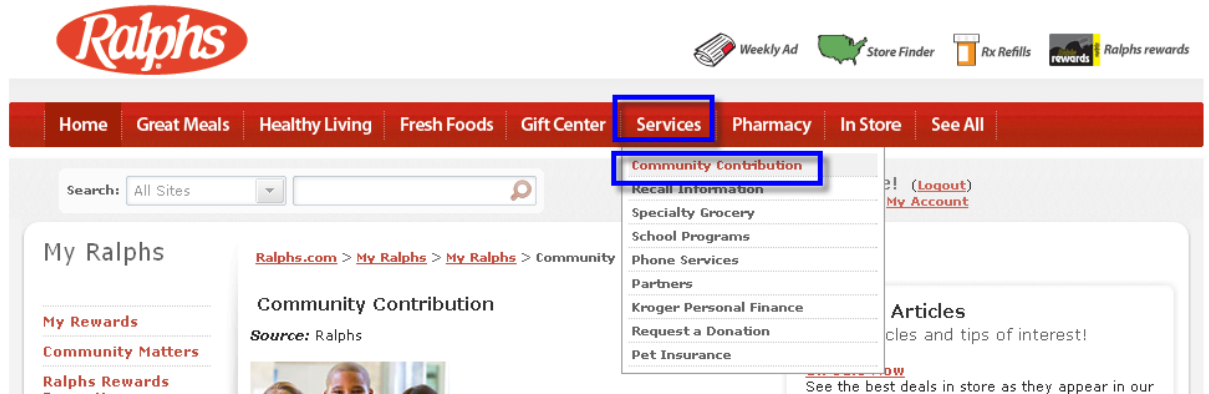 Ralphs
Weekly Ad
Store Finder
Rx Refills
rewards
Ralphs rewards
Home Great Meals Healthy Living Fresh Foods Gift Center Services Pharmacy In Store See All
Community Contribution
Recall Information
Specialty Grocery
School Programs
Phone Services
Partners
Kroger Personal Finance
Request a Donation
Pet Insurance
Search: All Sites
! (Logout)
My Account
My Ralphs
My Rewards
Community Matters
Ralphs Rewards
Ralphs.com > My Ralphs > My Ralphs > Community
Community Contribution
Source: Ralphs
Articles
cles and tips of interest!
See the best deals in store as they appear in our